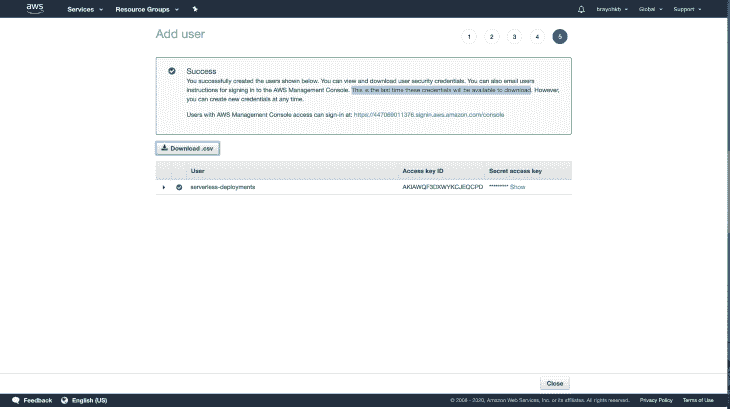 aws Services Resource Groups brayohkb Global Support
Add user
1 2 3 4 5
Success
You successfully created the users shown below. You can view and download user security credentials. You can also email users
instructions for signing in to the AWS Management Console. This is the last time these credentials will be available to download. However,
you can create new credentials at any time.
Users with AWS Management Console access can sign-in at: https://447069011376.signin.aws.amazon.com/console
Download .csv
User Access key ID Secret access key
serverless-deployments ********* Show
Close
Feedback English (US) © 2008 - 2020, Amazon Web Services, Inc. or its affiliates. All rights reserved. Privacy Policy Terms of Use